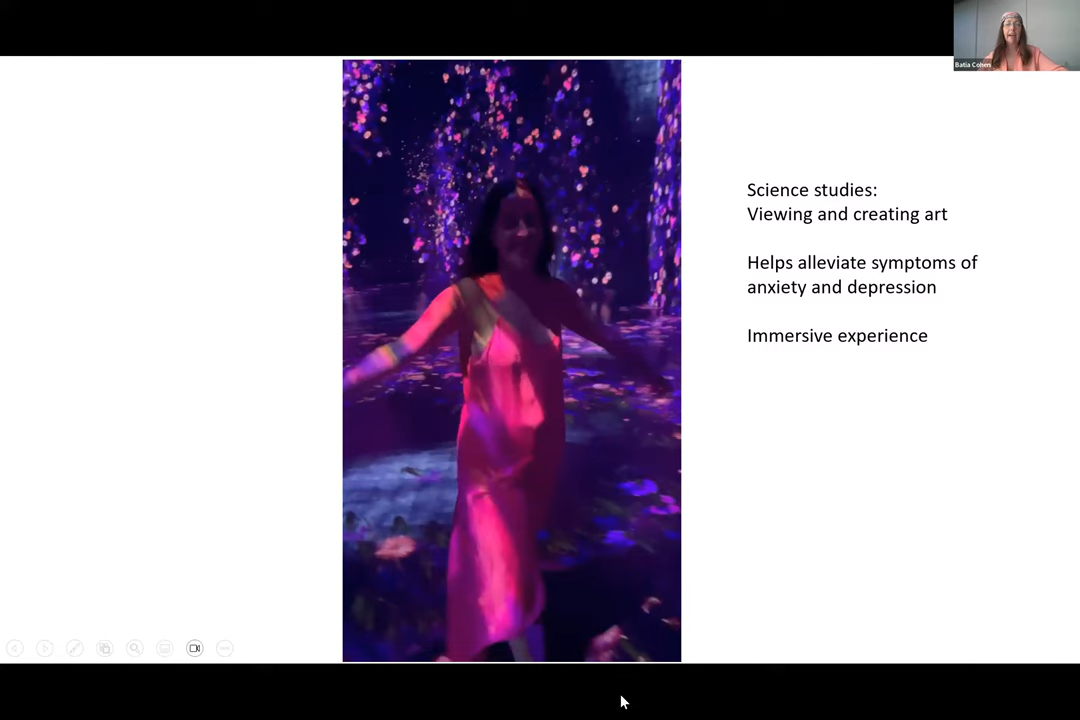 Batia Cohen
Science studies:
Viewing and creating art
Helps alleviate symptoms of
anxiety and depression
Immersive experience